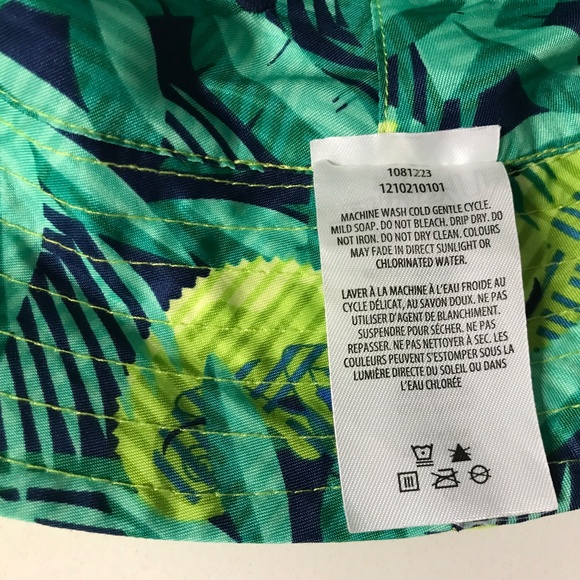 1081223
1210210101
MACHINE WASH COLD GENTLE CYCLE.
MILD SOAP. DO NOT BLEACH. DRIP DRY. DO
NOT IRON. DO NOT DRY CLEAN. COLOURS
MAY FADE IN DIRECT SUNLIGHT OR
CHLORINATED WATER.
LAVER À LA MACHINE À L'EAU FROIDE AU
CYCLE DÉLICAT, AU SAVON DOUX. NE PAS
UTILISER D'AGENT DE BLANCHIMENT.
SUSPENDRE POUR SÉCHER. NE PAS
REPASSER. NE PAS NETTOYER À SEC. LES
COULEURS PEUVENT S'ESTOMPER SOUS LA
LUMIÈRE DIRECTE DU SOLEIL OU DANS
L'EAU CHLORÉE